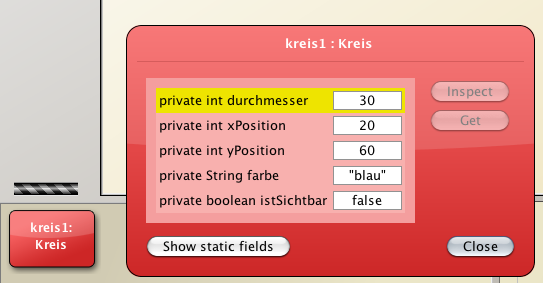 kreis1 : Kreis
private int durchmesser 30
private int xPosition 20
private int yPosition 60
private String farbe "blau"
private boolean istSichtbar false
Inspect
Get
Show static fields
Close
kreis1:
Kreis